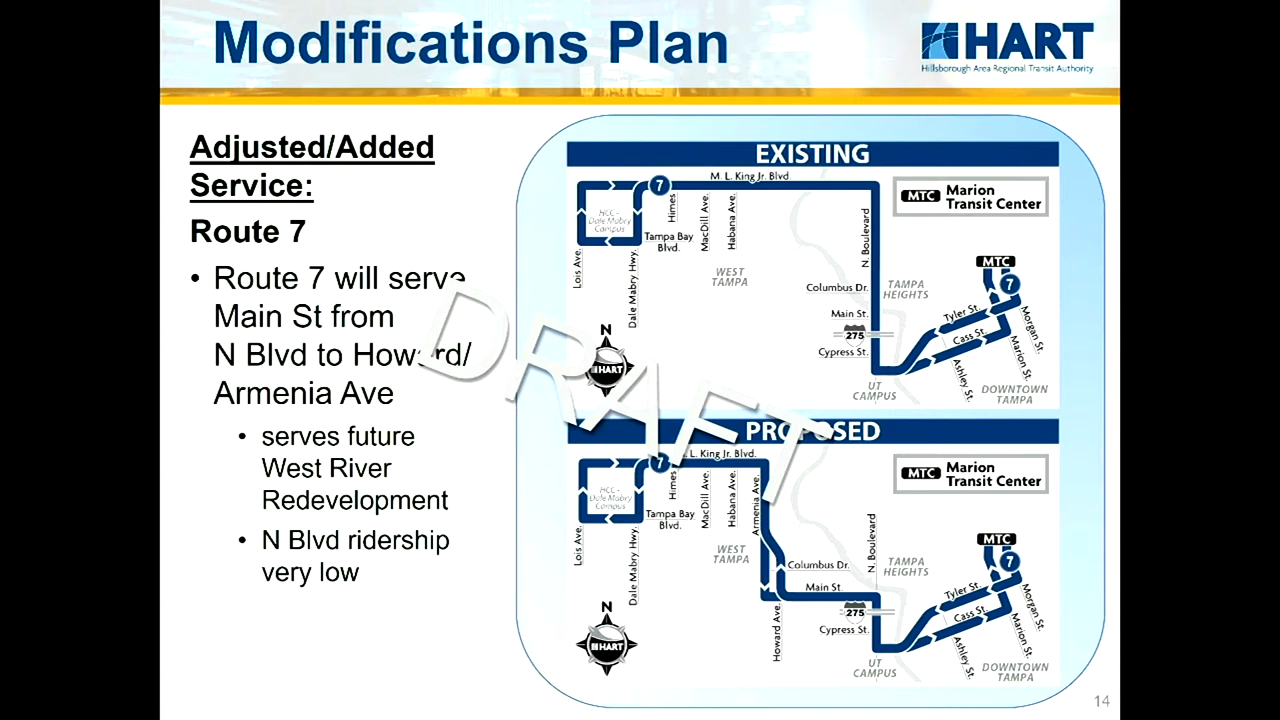 Modifications Plan
HART
Hillsborough Area Regional Transit Authority
Adjusted/Added
Service:
Route 7
• Route 7 will serve
Main St from
N Blvd to Howard/
Armenia Ave
• serves future
West River
Redevelopment
• N Blvd ridership
very low
DRAFT
EXISTING
M. L. King Jr. Blvd.
7
MTC Marion
Transit Center
HCC -
Dale Mabry
Campus
Himes
MacDill Ave.
Habana Ave.
Tampa Bay
Blvd.
Lois Ave.
Dale Mabry Hwy.
WEST
TAMPA
N. Boulevard
Columbus Dr.
TAMPA
HEIGHTS
Main St.
275
Cypress St.
MTC
7
Tyler St.
Cass St.
Morgan St.
Marion St.
Ashley St.
UT
CAMPUS
DOWNTOWN
TAMPA
N
HART
PROPOSED
L. King Jr. Blvd.
7
MTC Marion
Transit Center
HCC -
Dale Mabry
Campus
Himes
MacDill Ave.
Habana Ave.
Armenia Ave.
Tampa Bay
Blvd.
Lois Ave.
Dale Mabry Hwy.
WEST
TAMPA
N. Boulevard
Columbus Dr.
TAMPA
HEIGHTS
Main St.
275
Cypress St.
Howard Ave.
MTC
7
Tyler St.
Cass St.
Morgan St.
Marion St.
Ashley St.
UT
CAMPUS
DOWNTOWN
TAMPA
N
HART
14